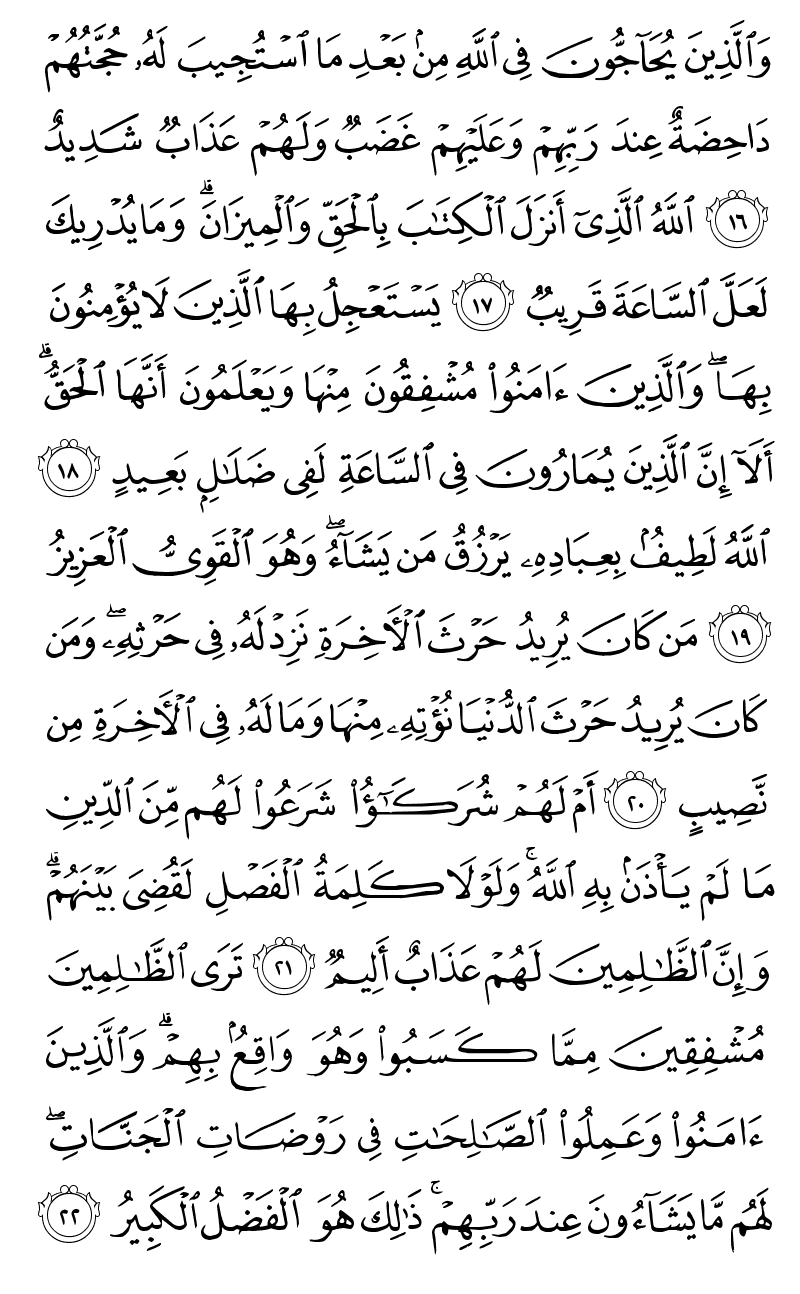 وَٱلَّذِينَ يُحَآجُّونَ فِى ٱللَّهِ مِنۢ بَعْدِ مَا ٱسْتُجِيبَ لَهُۥ حُجَّتُهُمْ
دَاحِضَةٌ عِندَ رَبِّهِمْ وَعَلَيْهِمْ غَضَبٌ وَلَهُمْ عَذَابٌ شَدِيدٌ
١٦ ٱللَّهُ ٱلَّذِىٓ أَنزَلَ ٱلْكِتَـٰبَ بِٱلْحَقِّ وَٱلْمِيزَانَ ۗ وَمَا يُدْرِيكَ
لَعَلَّ ٱلسَّاعَةَ قَرِيبٌ ١٧ يَسْتَعْجِلُ بِهَا ٱلَّذِينَ لَا يُؤْمِنُونَ
بِهَا ۖ وَٱلَّذِينَ ءَامَنُوا۟ مُشْفِقُونَ مِنْهَا وَيَعْلَمُونَ أَنَّهَا ٱلْحَقُّ ۗ
أَلَآ إِنَّ ٱلَّذِينَ يُمَارُونَ فِى ٱلسَّاعَةِ لَفِى ضَلَـٰلٍۭ بَعِيدٍ ١٨
ٱللَّهُ لَطِيفٌۢ بِعِبَادِهِۦ يَرْزُقُ مَن يَشَآءُ ۖ وَهُوَ ٱلْقَوِىُّ ٱلْعَزِيزُ
١٩ مَن كَانَ يُرِيدُ حَرْثَ ٱلْـَٔاخِرَةِ نَزِدْ لَهُۥ فِى حَرْثِهِۦ ۖ وَمَن
كَانَ يُرِيدُ حَرْثَ ٱلدُّنْيَا نُؤْتِهِۦ مِنْهَا وَمَا لَهُۥ فِى ٱلْـَٔاخِرَةِ مِن
نَّصِيبٍ ٢٠ أَمْ لَهُمْ شُرَكَـٰٓؤُا۟ شَرَعُوا۟ لَهُم مِّنَ ٱلدِّينِ
مَا لَمْ يَأْذَنۢ بِهِ ٱللَّهُ ۚ وَلَوْلَا كَلِمَةُ ٱلْفَصْلِ لَقُضِىَ بَيْنَهُمْ ۗ
وَإِنَّ ٱلظَّـٰلِمِينَ لَهُمْ عَذَابٌ أَلِيمٌ ٢١ تَرَى ٱلظَّـٰلِمِينَ
مُشْفِقِينَ مِمَّا كَسَبُوا۟ وَهُوَ وَاقِعٌۢ بِهِمْ ۗ وَٱلَّذِينَ
ءَامَنُوا۟ وَعَمِلُوا۟ ٱلصَّـٰلِحَـٰتِ فِى رَوْضَاتِ ٱلْجَنَّاتِ ۖ
لَهُم مَّا يَشَآءُونَ عِندَ رَبِّهِمْ ۚ ذَٰلِكَ هُوَ ٱلْفَضْلُ ٱلْكَبِيرُ ٢٢